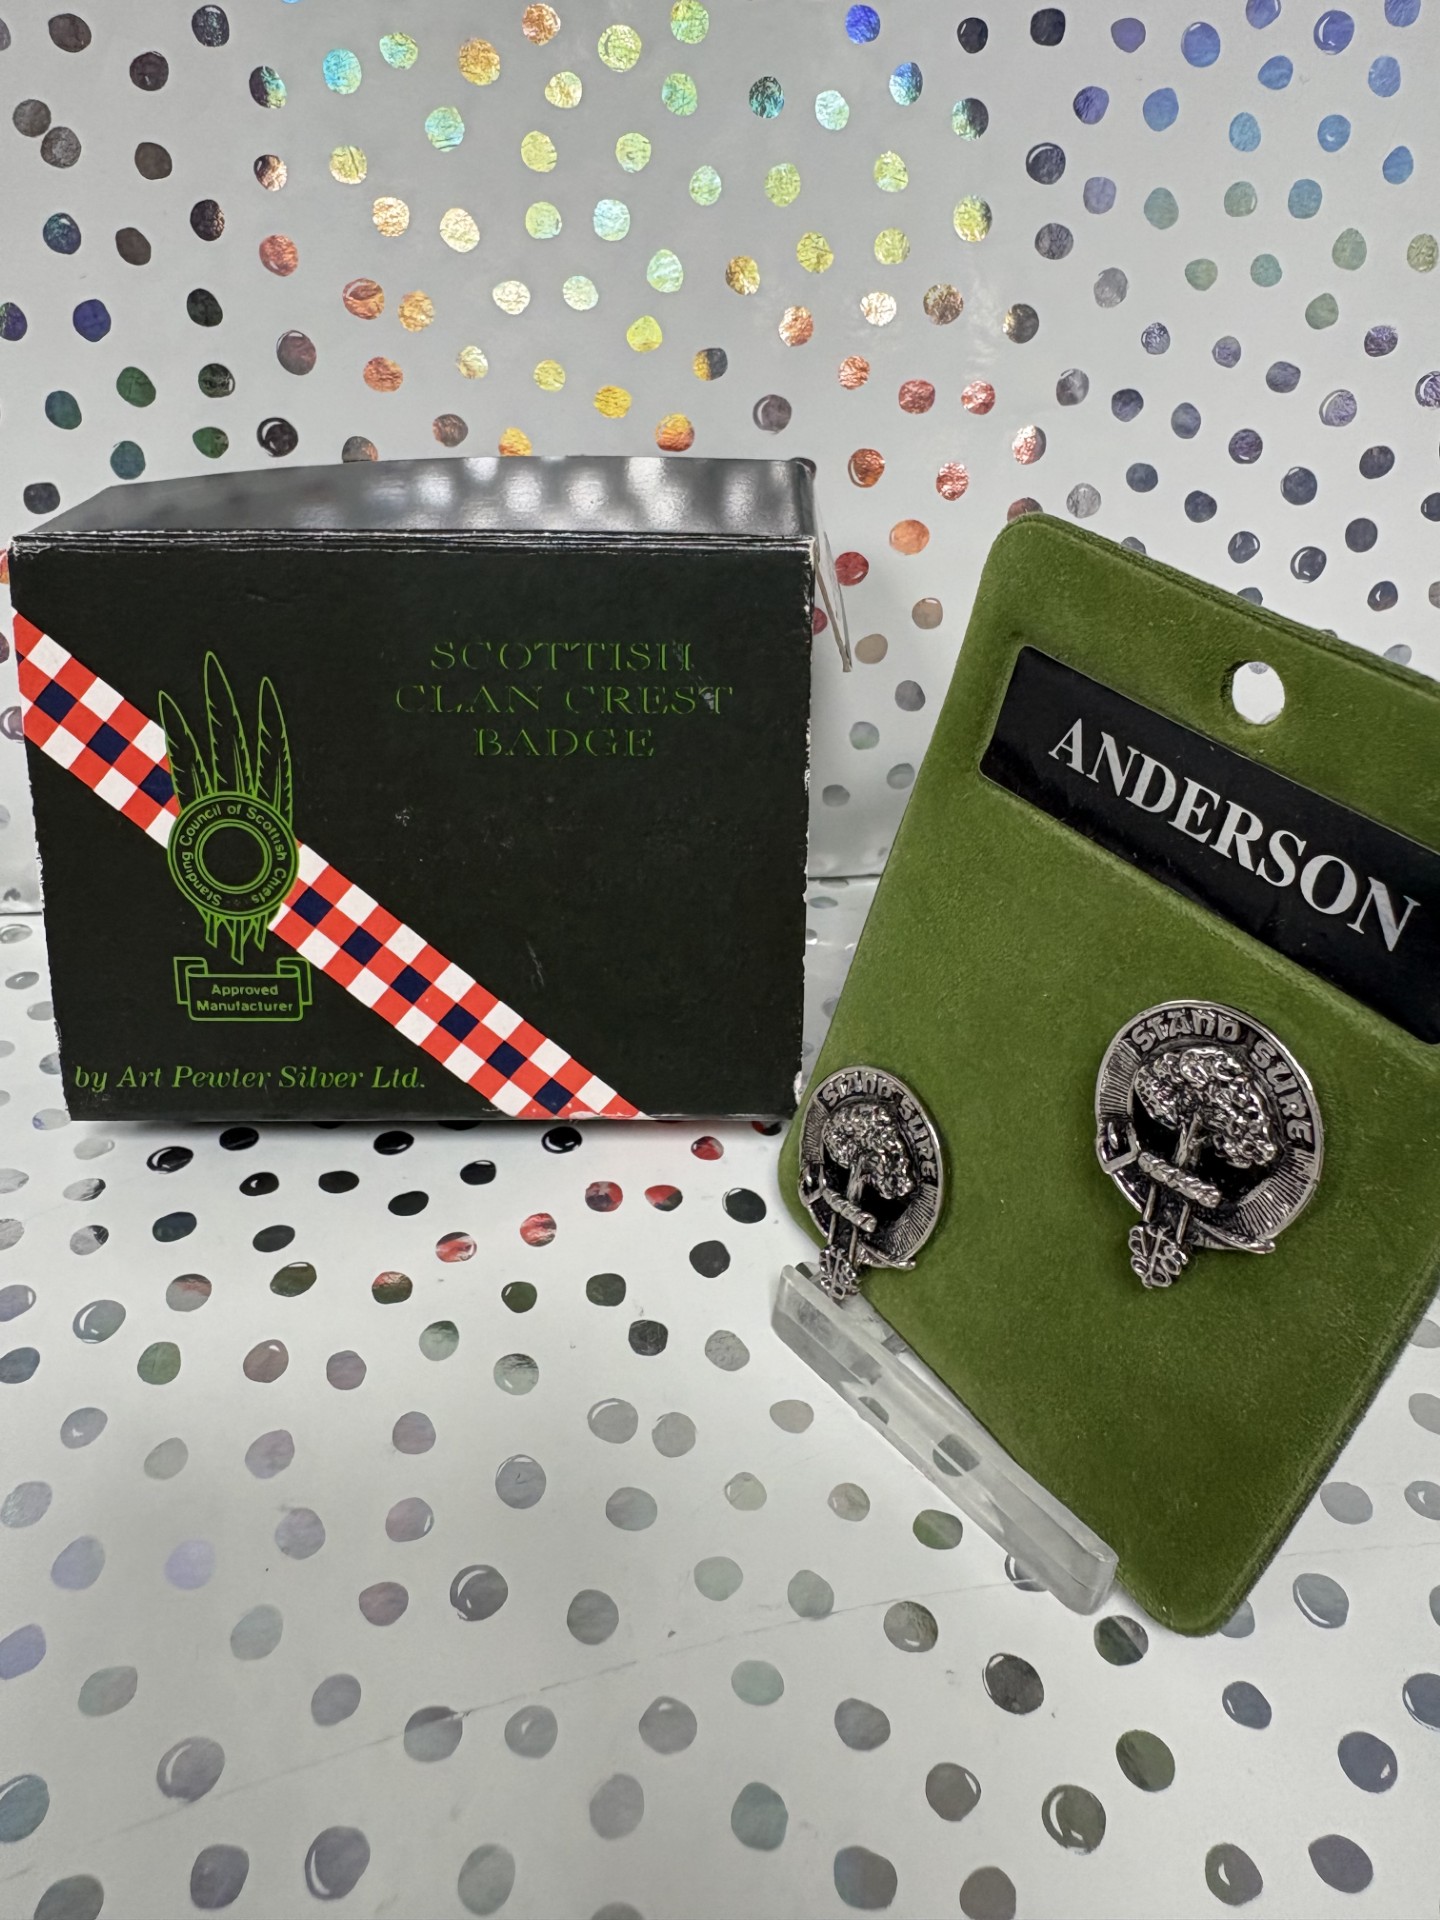 SCOTTISH
CLAN CREST
BADGE
Standing Council of Scottish Chiefs
Approved
Manufacturer
by Art Pewter Silver Ltd.
ANDERSON
STAND SURE
STAND SURE